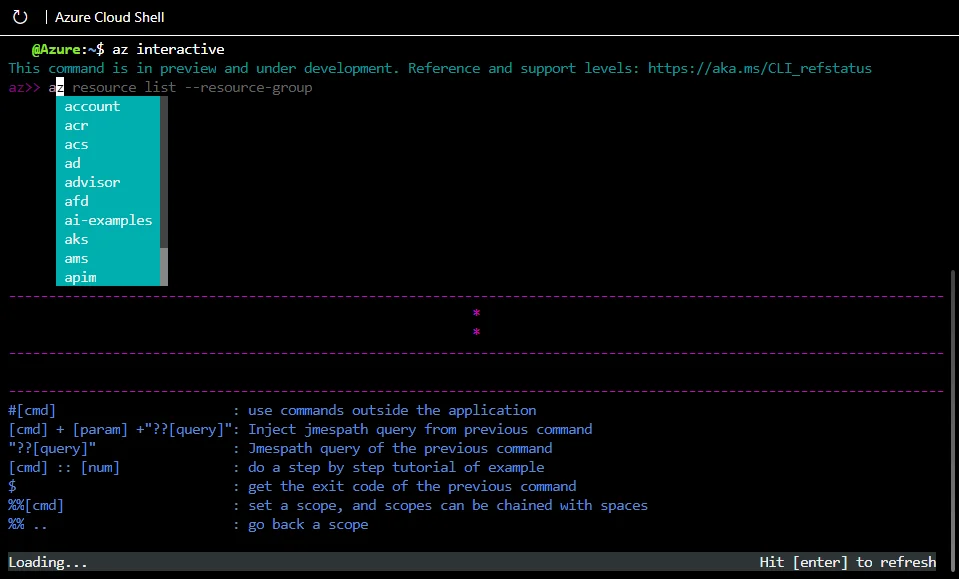 | Azure Cloud Shell
@Azure:~$ az interactive
This command is in preview and under development. Reference and support levels: https://aka.ms/CLI_refstatus
az>> az resource list --resource-group
account
acr
acs
ad
advisor
afd
ai-examples
aks
ams
apim
---------------------------------------------------------------------------------------------------------------------
*
*
---------------------------------------------------------------------------------------------------------------------
---------------------------------------------------------------------------------------------------------------------
#[cmd] : use commands outside the application
[cmd] + [param] +"??[query]": Inject jmespath query from previous command
"??[query]" : Jmespath query of the previous command
[cmd] :: [num] : do a step by step tutorial of example
$ : get the exit code of the previous command
%%[cmd] : set a scope, and scopes can be chained with spaces
%% .. : go back a scope
Loading... Hit [enter] to refresh